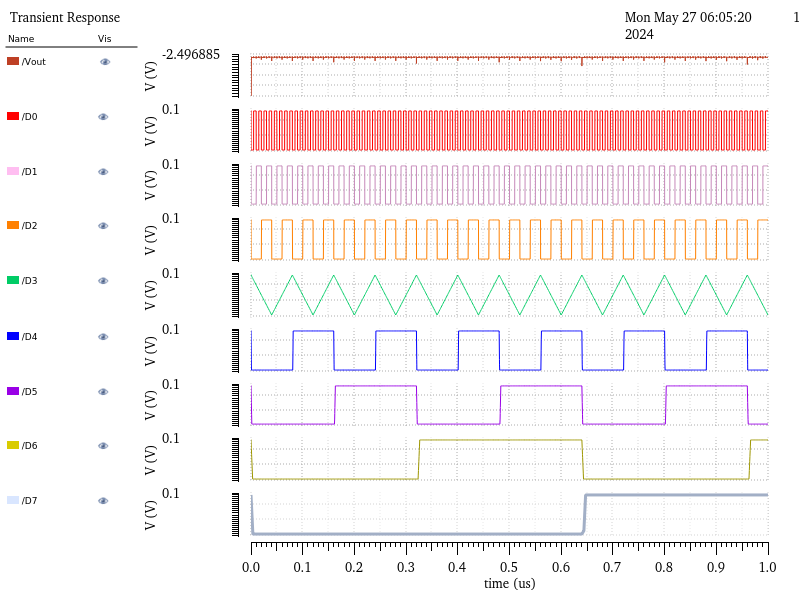 Transient Response
Mon May 27 06:05:20 1
2024
Name Vis
/Vout -2.496885 V (V)
/D0 0.1 V (V)
/D1 0.1 V (V)
/D2 0.1 V (V)
/D3 0.1 V (V)
/D4 0.1 V (V)
/D5 0.1 V (V)
/D6 0.1 V (V)
/D7 0.1 V (V)
0.0 0.1 0.2 0.3 0.4 0.5 0.6 0.7 0.8 0.9 1.0
time (us)